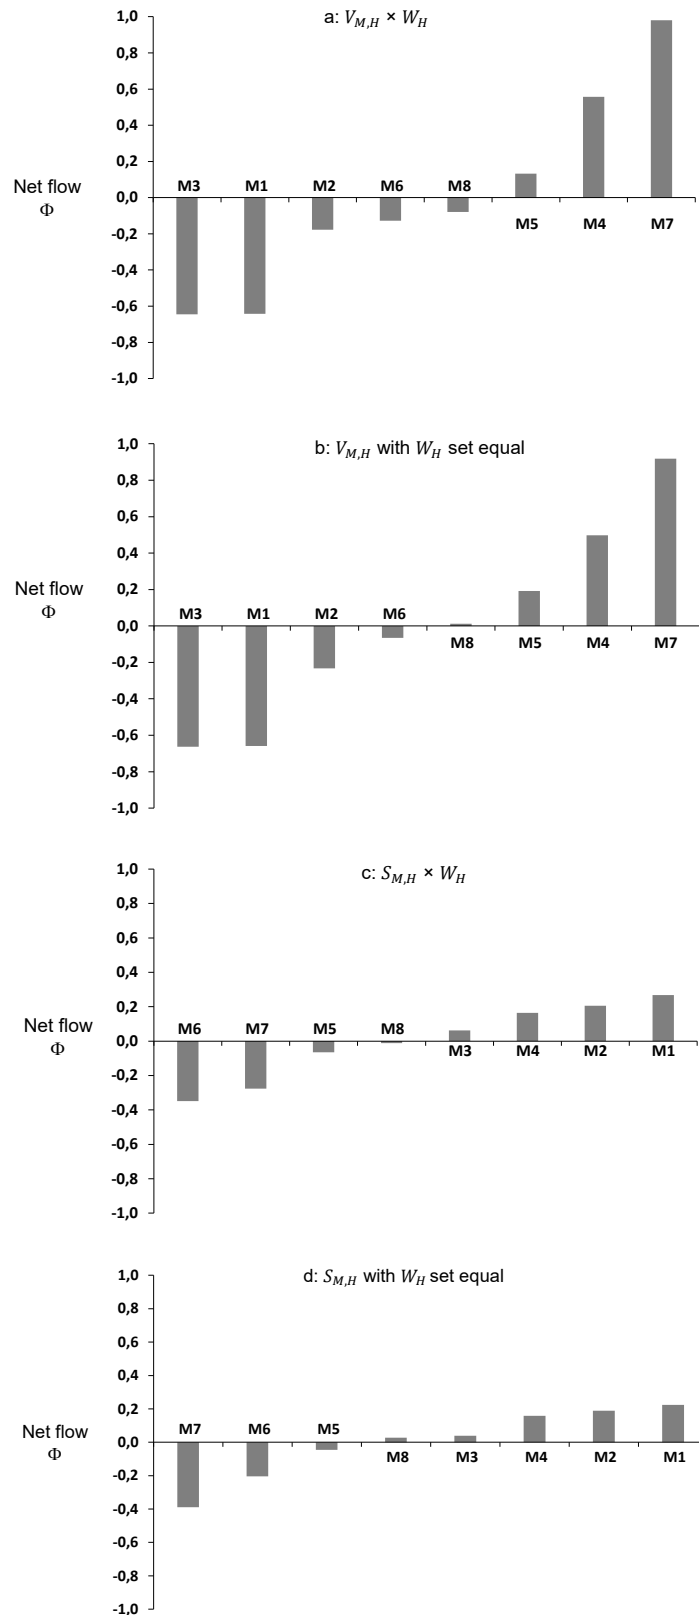 a: V_{M,H} × W_H
1,0
0,8
0,6
0,4
0,2
M3 M1 M2 M6 M8
Net flow
Φ
0,0
M5 M4 M7
-0,2
-0,4
-0,6
-0,8
-1,0
b: V_{M,H} with W_H set equal
1,0
0,8
0,6
0,4
0,2
Net flow
Φ
M3 M1 M2 M6
0,0
M8 M5 M4 M7
-0,2
-0,4
-0,6
-0,8
-1,0
c: S_{M,H} × W_H
1,0
0,8
0,6
0,4
0,2
Net flow
Φ
M6 M7 M5 M8
0,0
M3 M4 M2 M1
-0,2
-0,4
-0,6
-0,8
-1,0
d: S_{M,H} with W_H set equal
1,0
0,8
0,6
0,4
0,2
Net flow
Φ
M7 M6 M5
0,0
M8 M3 M4 M2 M1
-0,2
-0,4
-0,6
-0,8
-1,0